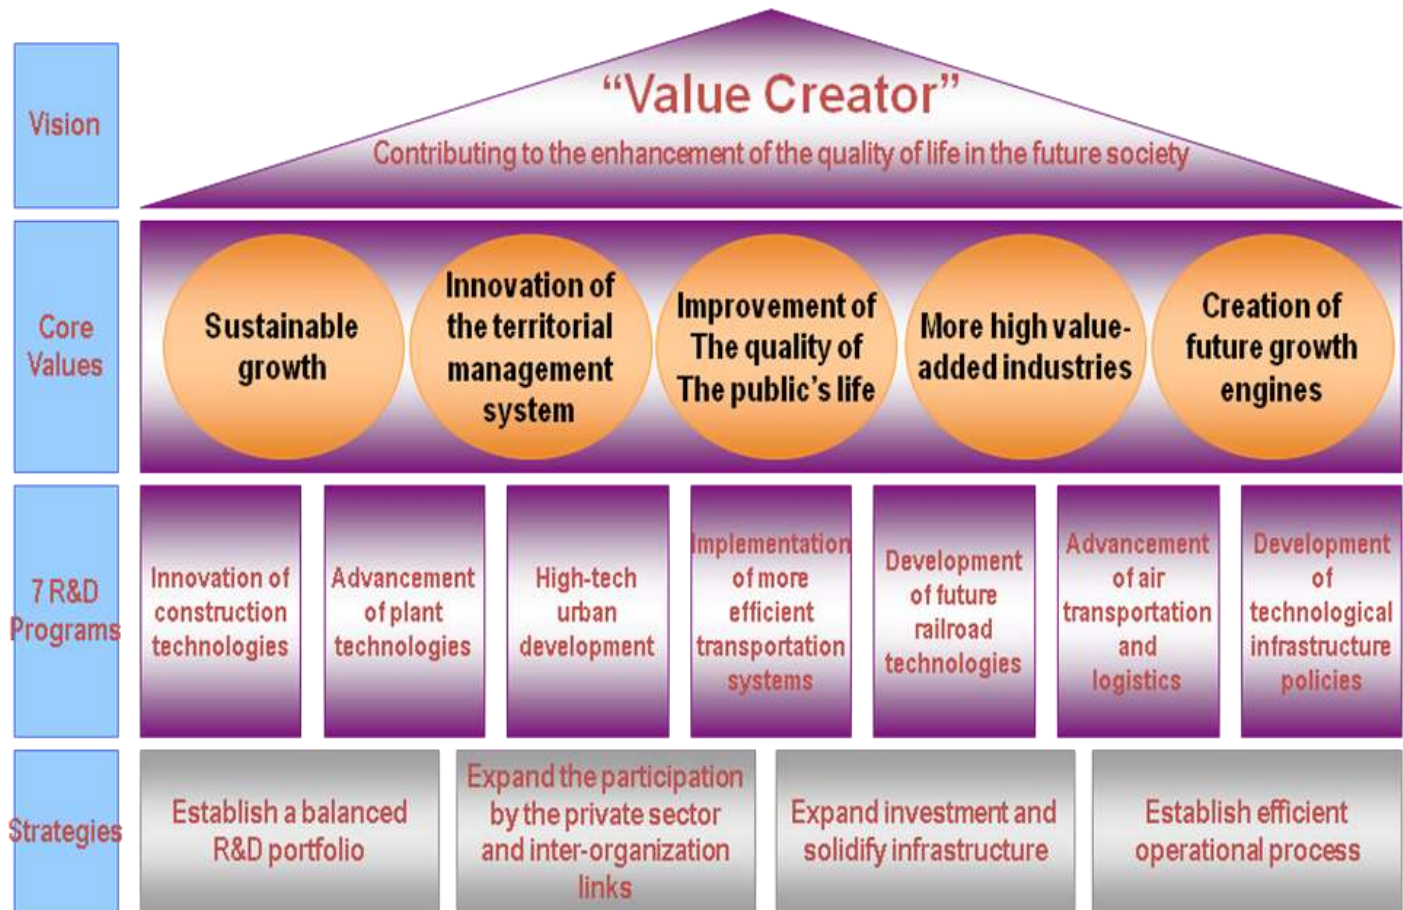 Vision
“Value Creator”
Contributing to the enhancement of the quality of life in the future society
Core
Values
Sustainable
growth
Innovation of
the territorial
management
system
Improvement of
The quality of
The public’s life
More high value-
added industries
Creation of
future growth
engines
7 R&D
Programs
Innovation of
construction
technologies
Advancement
of plant
technologies
High-tech
urban
development
Implementation
of more
efficient
transportation
systems
Development
of future
railroad
technologies
Advancement
of air
transportation
and
logistics
Development
of
technological
infrastructure
policies
Strategies
Establish a balanced
R&D portfolio
Expand the participation
by the private sector
and inter-organization
links
Expand investment and
solidify infrastructure
Establish efficient
operational process